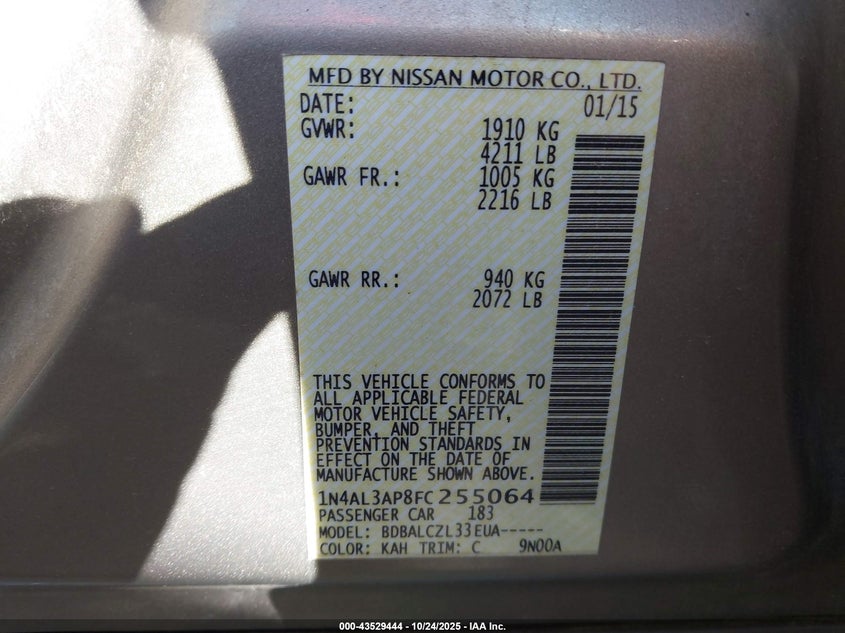 MFD BY NISSAN MOTOR CO., LTD.
DATE: 01/15
GVWR: 1910 KG
4211 LB
GAWR FR.: 1005 KG
2216 LB
GAWR RR.: 940 KG
2072 LB
THIS VEHICLE CONFORMS TO
ALL APPLICABLE FEDERAL
MOTOR VEHICLE SAFETY,
BUMPER, AND THEFT
PREVENTION STANDARDS IN
EFFECT ON THE DATE OF
MANUFACTURE SHOWN ABOVE.
1N4AL3AP8FC255064
PASSENGER CAR 183
MODEL: BDBALCZL33EUA-----
COLOR: KAH TRIM: C 9N00A
000-43529444 - 10/24/2025 - IAA Inc.